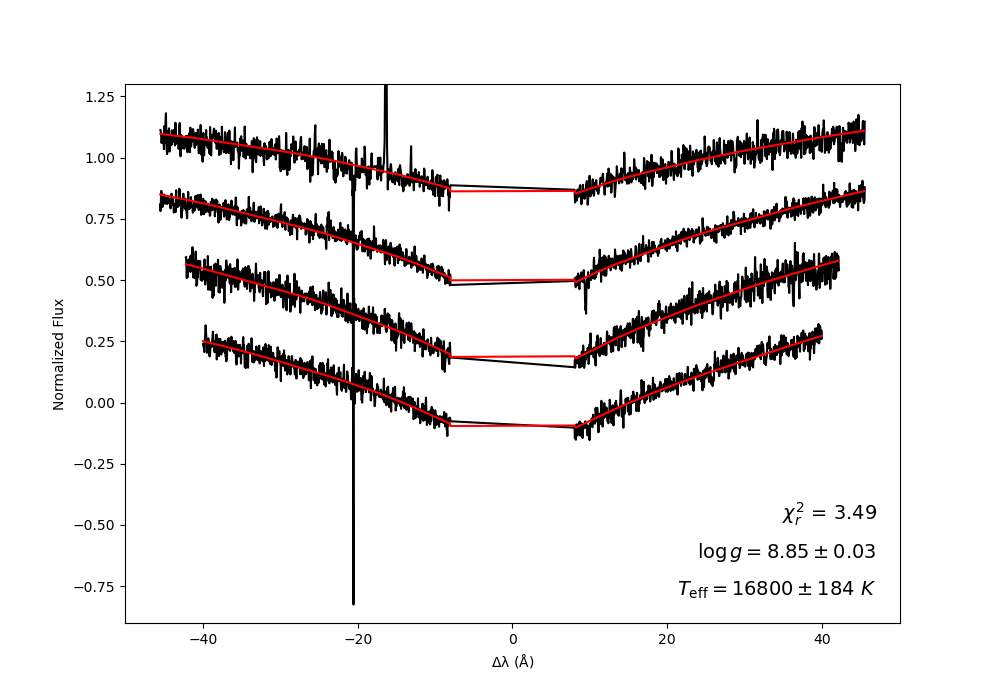 1.25
1.00
0.75
0.50
0.25
0.00
−0.25
−0.50
−0.75
Normalized Flux
χ²ᵣ = 3.49
log g = 8.85 ± 0.03
T_eff = 16800 ± 184 K
−40 −20 0 20 40
Δλ (Å)